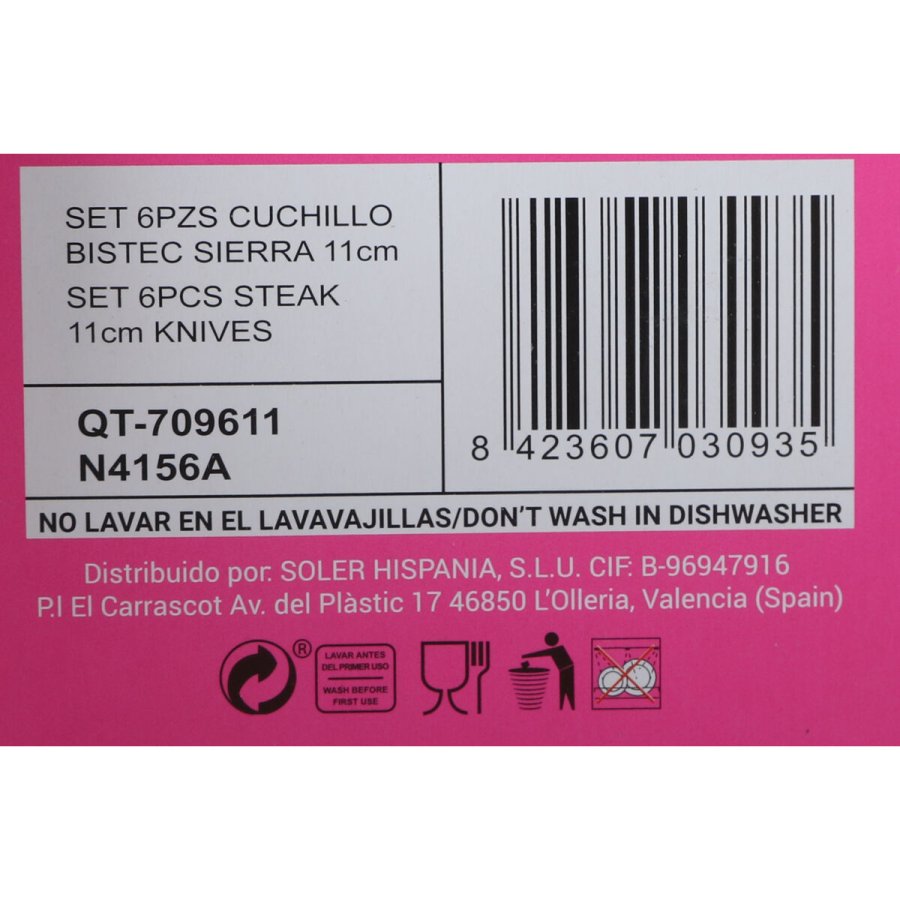 SET 6PZS CUCHILLO
BISTEC SIERRA 11cm
SET 6PCS STEAK
11cm KNIVES
QT-709611
N4156A
8 423607 030935
NO LAVAR EN EL LAVAVAJILLAS/DON'T WASH IN DISHWASHER
Distribuido por: SOLER HISPANIA, S.L.U. CIF: B-96947916
P.I El Carrascot Av. del Plàstic 17 46850 L'Olleria, Valencia (Spain)
®
LAVAR ANTES
DEL PRIMER USO
WASH BEFORE
FIRST USE